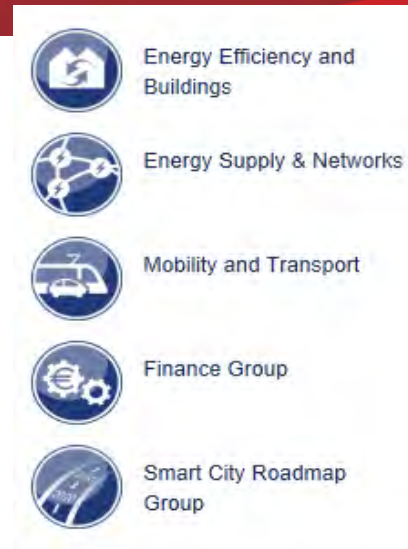 Energy Efficiency and
Buildings
Energy Supply & Networks
Mobility and Transport
Finance Group
Smart City Roadmap
Group